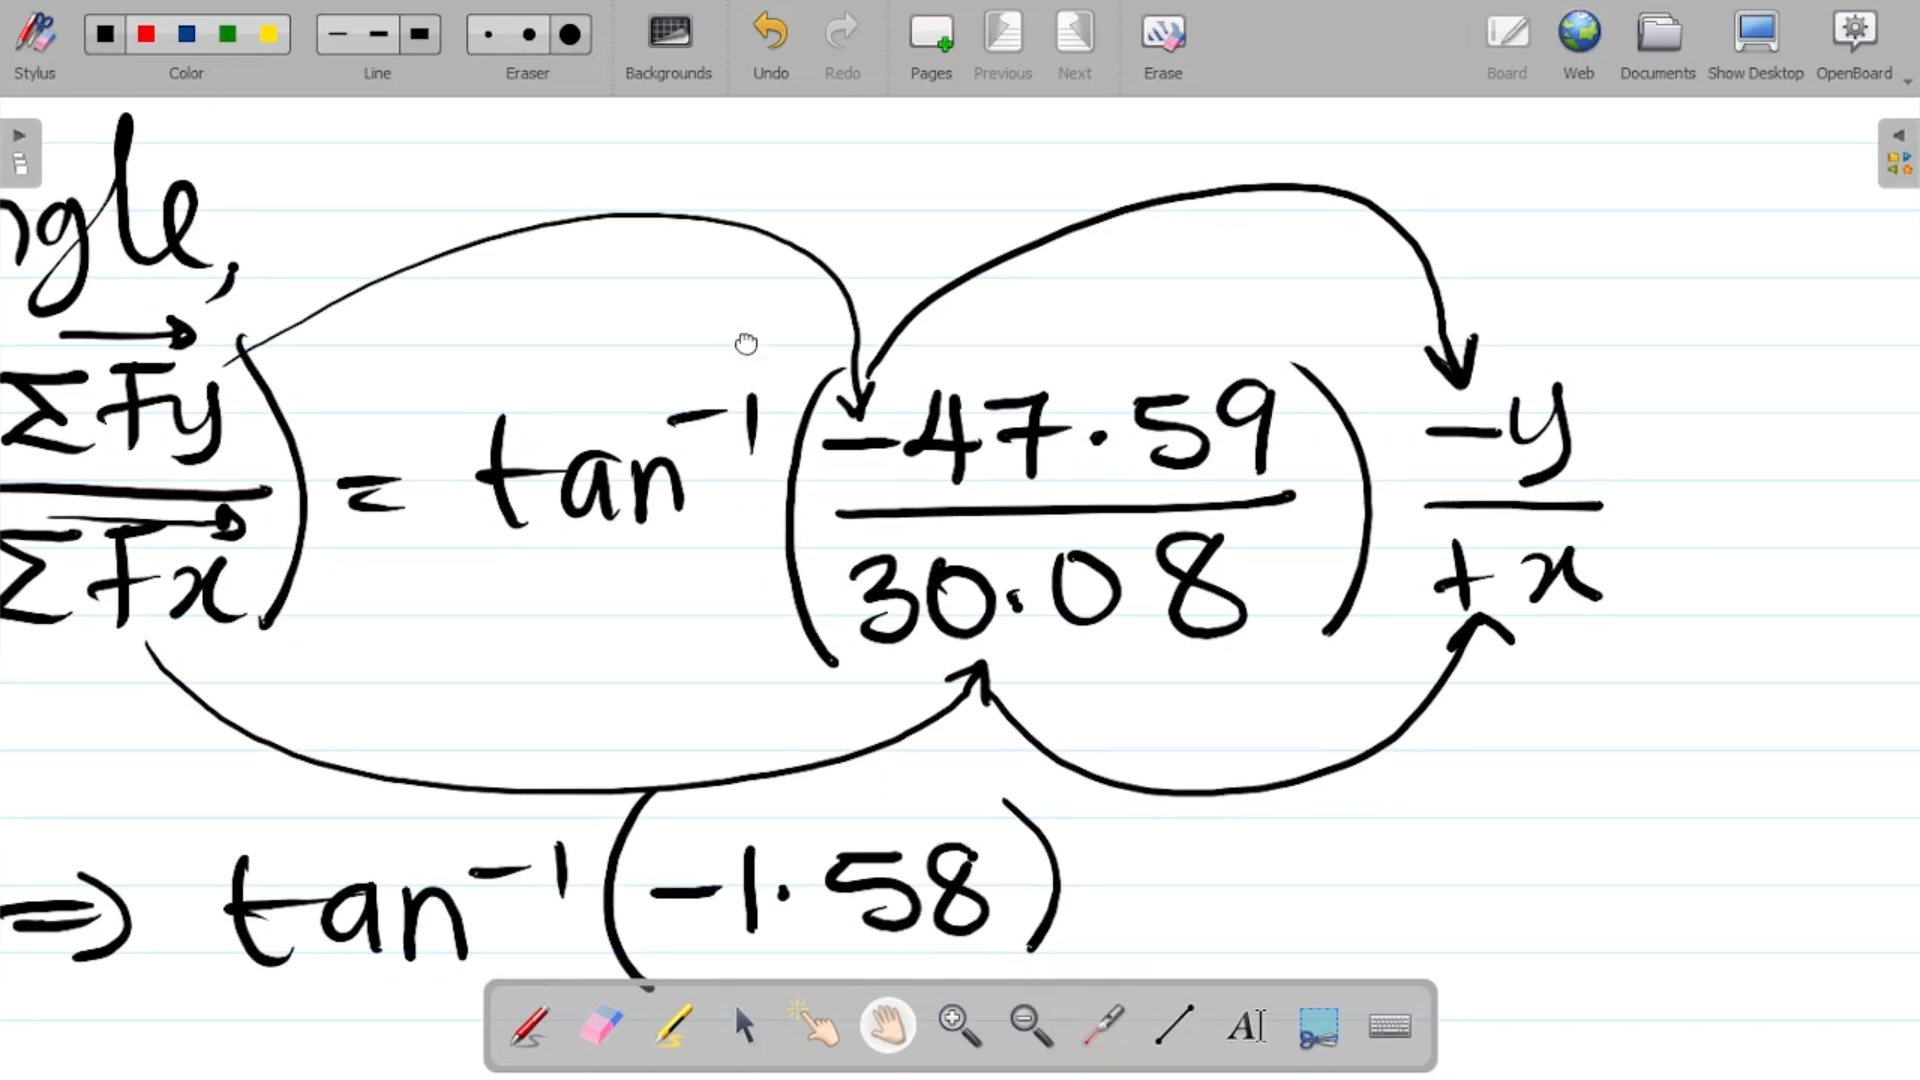 Stylus Color Line Eraser Backgrounds Undo Redo Pages Previous Next Erase Board Web Documents Show Desktop OpenBoard
ngle,
ΣFy/ΣFx) = tan⁻¹(-47.59/30.08) -y/+x
=> tan⁻¹(-1.58)